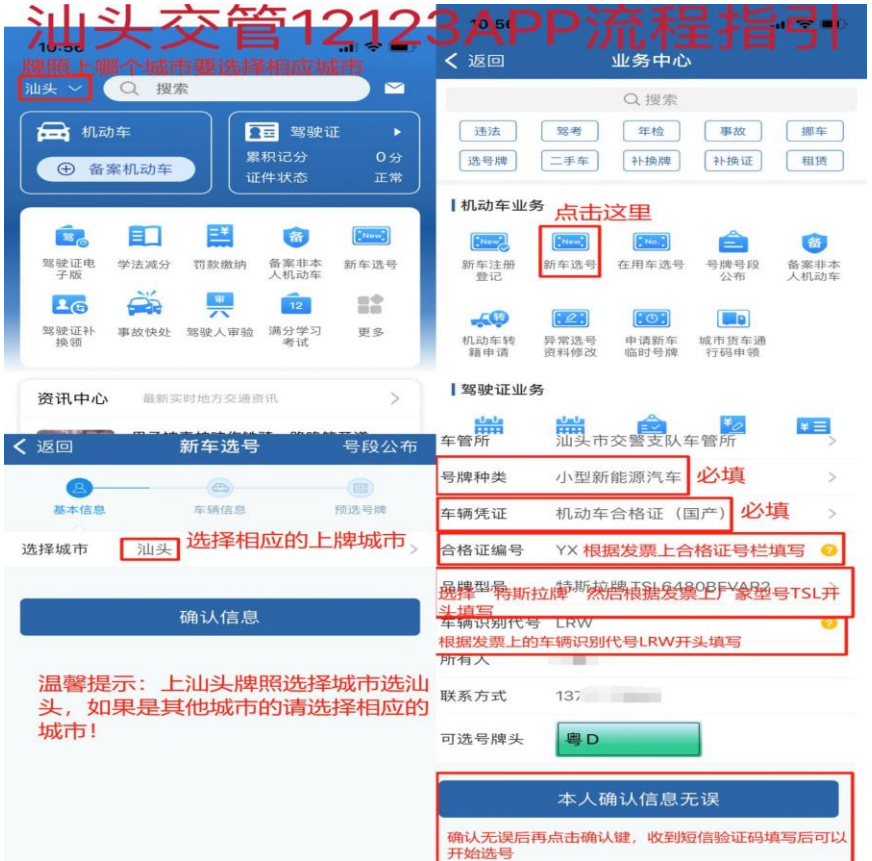 汕头交管12123APP流程指引
10:56
牌照上哪个城市要选择相应城市
汕头
搜索
机动车
备案机动车
驾驶证
累积记分 0分
证件状态 正常
驾驶证电子版
学法减分
罚款缴纳
备案非本人机动车
新车选号
驾驶证补换领
事故快处
驾驶人审验
满分学习考试
更多
资讯中心 最新实时地方交通资讯
10:56
返回 业务中心
搜索
违法 驾考 年检 事故 挪车
选号牌 二手车 补换牌 补换证 租赁
机动车业务
点击这里
新车注册登记
新车选号
在用车选号
号牌号段公布
备案非本人机动车
机动车转籍申请
异常选号资料修改
申请新车临时号牌
城市货车通行码申领
驾驶证业务
返回 新车选号 号段公布
基本信息 车辆信息 预选号牌
选择城市 汕头 选择相应的上牌城市
确认信息
温馨提示：上汕头牌照选择城市选汕
头，如果是其他城市的请选择相应的
城市！
车管所 汕头市交警支队车管所
号牌种类 小型新能源汽车 必填
车辆凭证 机动车合格证（国产） 必填
合格证编号 YX 根据发票上合格证号栏填写
品牌型号 特斯拉牌 TSL6480BEVAR2
选择“特斯拉牌”然后根据发票上厂家型号TSL开
头填写
车辆识别代号 LRW
根据发票上的车辆识别代号LRW开头填写
所有人
联系方式 137
可选号牌头 粤D
本人确认信息无误
确认无误后再点击确认键，收到短信验证码填写后可以
开始选号